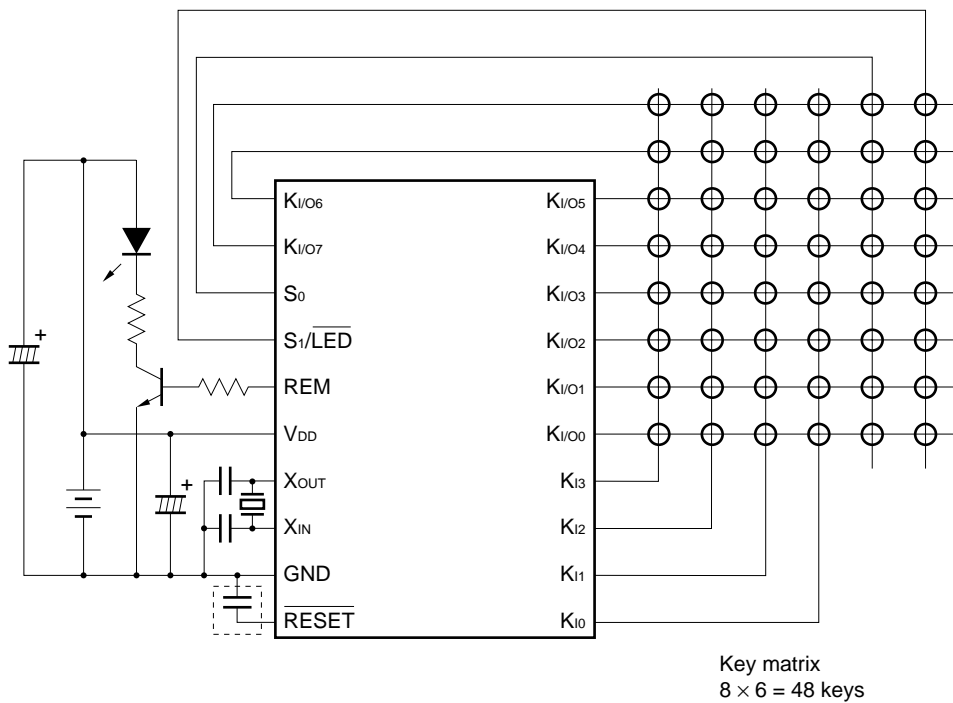 +
+
KI/O6
KI/O7
S0
S1/LED
REM
VDD
XOUT
XIN
GND
RESET
KI/O5
KI/O4
KI/O3
KI/O2
KI/O1
KI/O0
KI3
KI2
KI1
KI0
Key matrix
8 × 6 = 48 keys